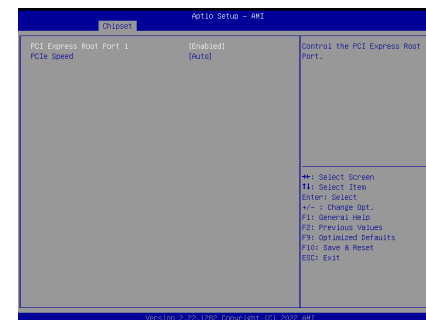 Aptio Setup – AMI
Chipset
PCI Express Root Port 1 [Enabled]
PCIe Speed [Auto]
Control the PCI Express Root
Port.
→←: Select Screen
↑↓: Select Item
Enter: Select
+/- : Change Opt.
F1: General Help
F2: Previous Values
F9: Optimized Defaults
F10: Save & Reset
ESC: Exit
Version 2.22.1282 Copyright (C) 2022 AMI